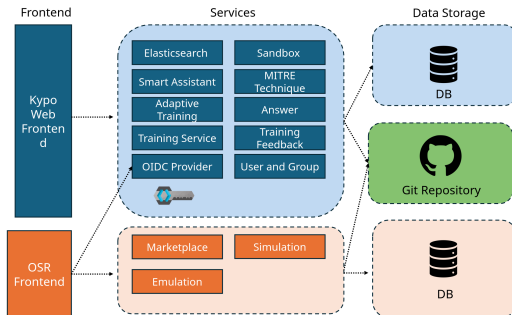 Frontend
Services
Data Storage
Kypo
Web
Fronten
d
Elasticsearch
Sandbox
Smart Assistant
MITRE
Technique
Adaptive
Training
Answer
Training Service
Training
Feedback
OIDC Provider
User and Group
DB
Git Repository
OSR
Frontend
Marketplace
Simulation
Emulation
DB